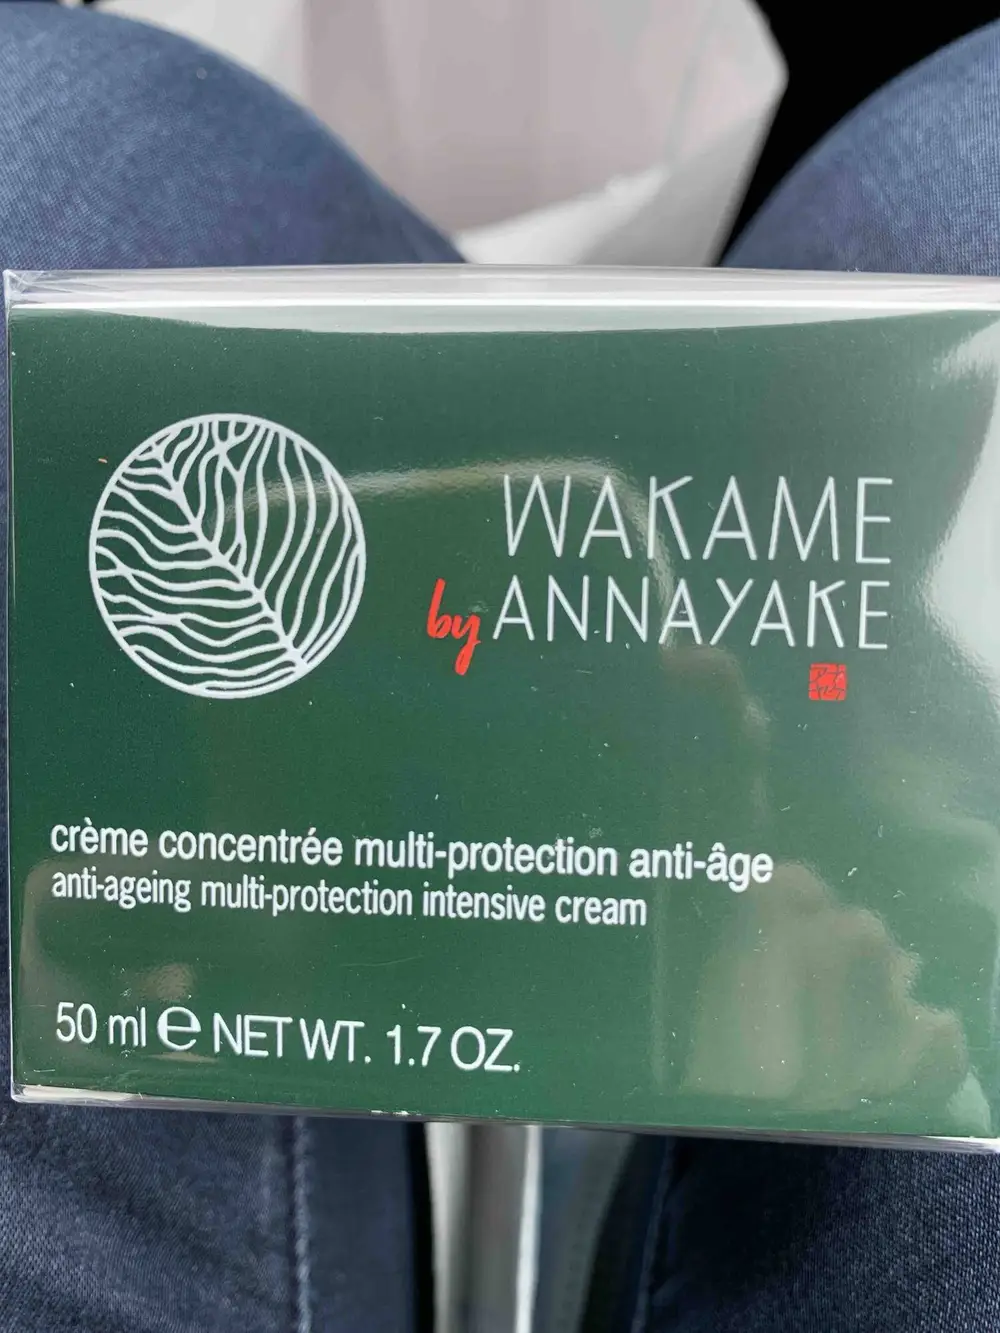 WAKAME
by ANNAYAKE
crème concentrée multi-protection anti-âge
anti-ageing multi-protection intensive cream
50 ml ℮ NET WT. 1.7 OZ.